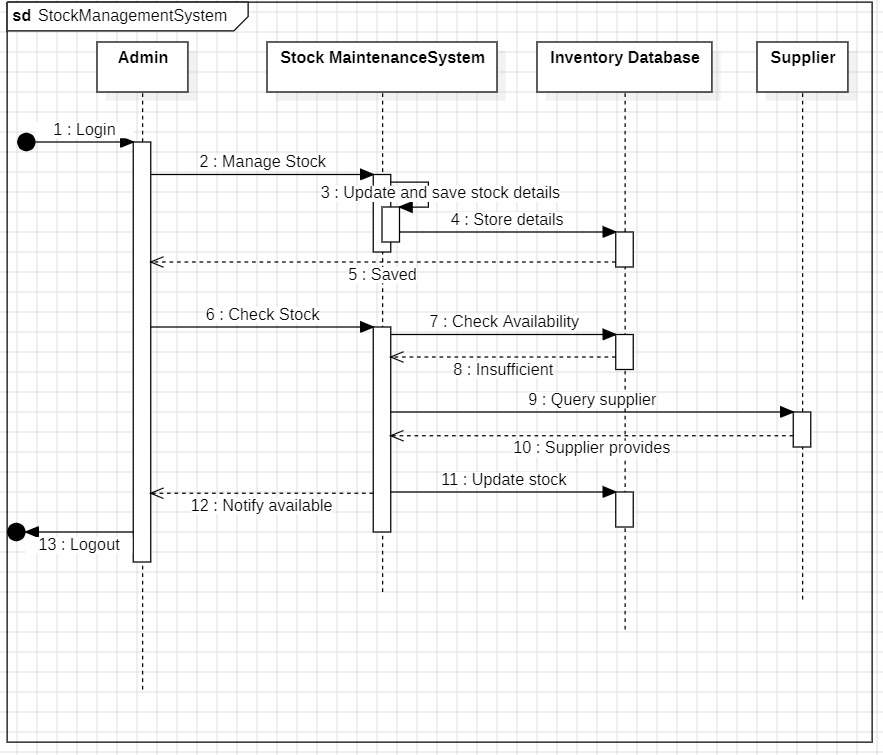 sd StockManagementSystem
Admin
Stock MaintenanceSystem
Inventory Database
Supplier
1 : Login
2 : Manage Stock
3 : Update and save stock details
4 : Store details
5 : Saved
6 : Check Stock
7 : Check Availability
8 : Insufficient
9 : Query supplier
10 : Supplier provides
11 : Update stock
12 : Notify available
13 : Logout